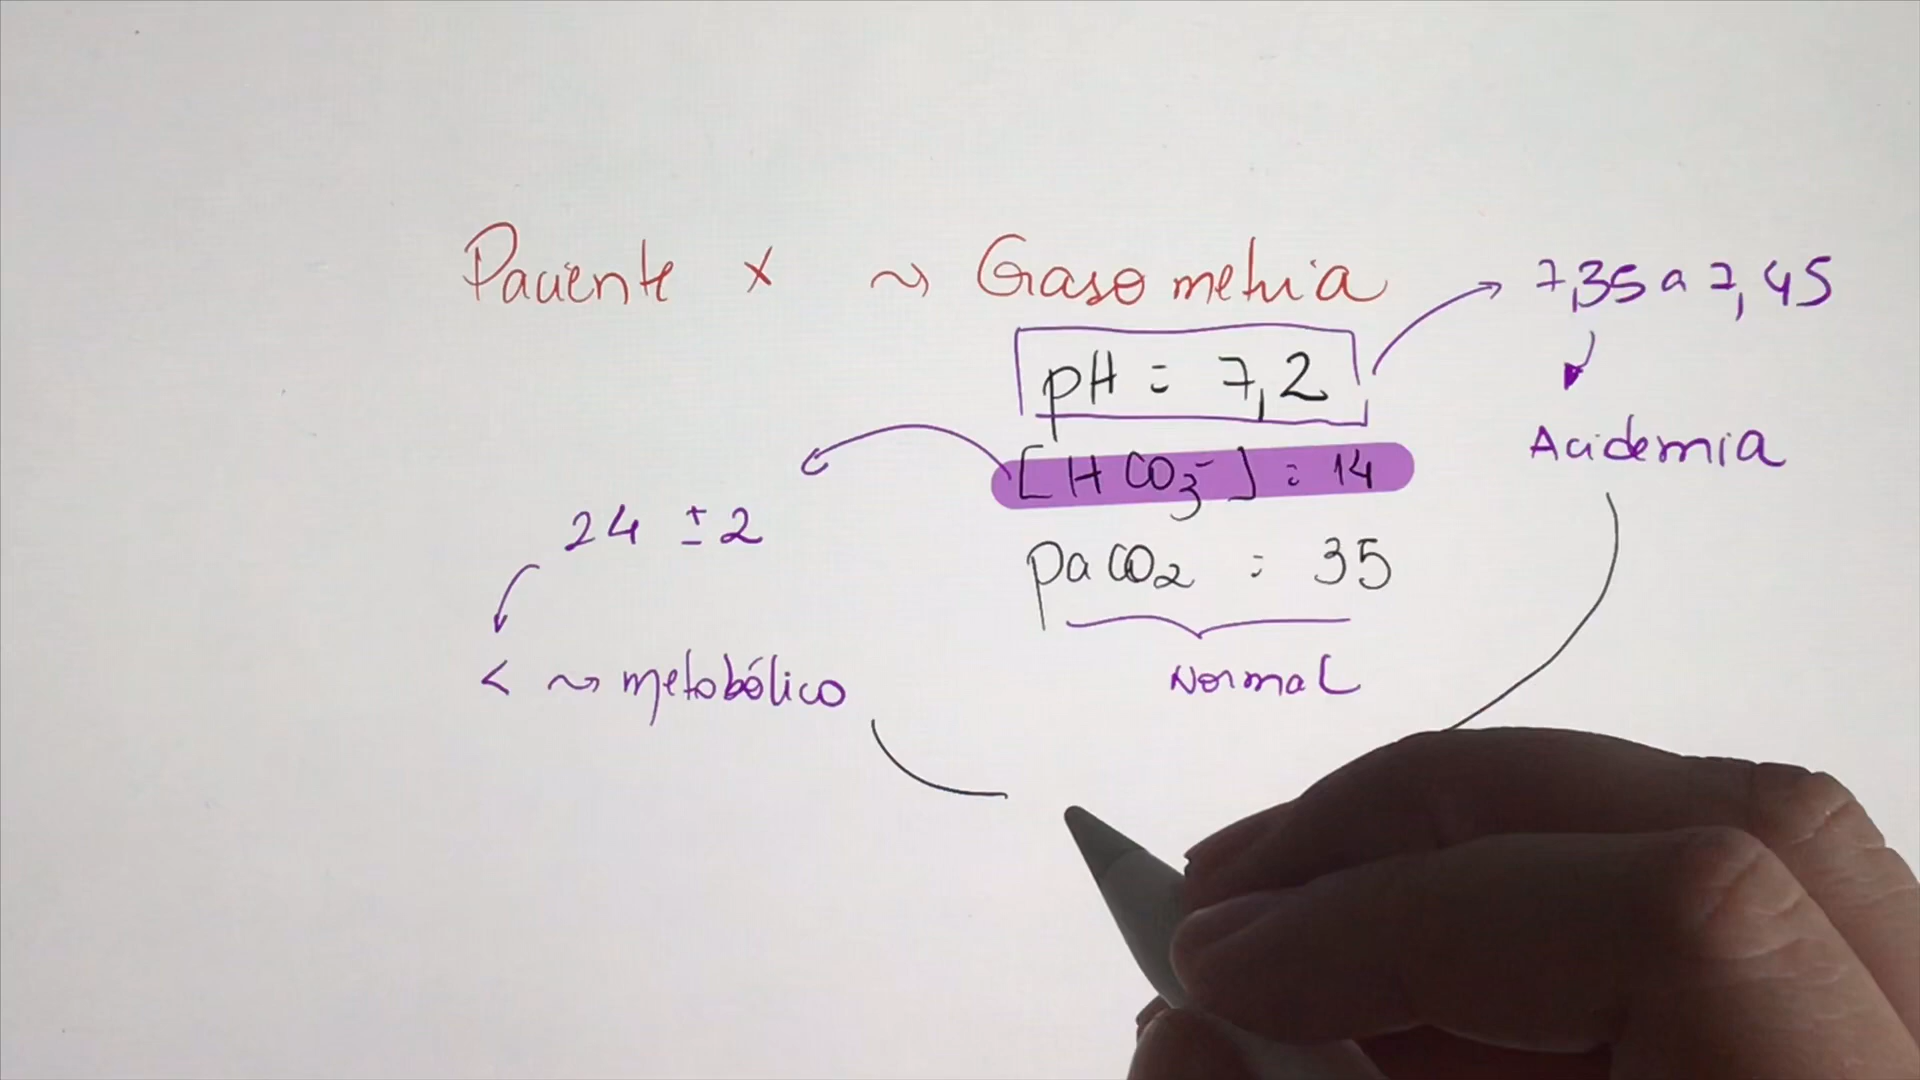 Paciente x ~> Gasometria
7,35 a 7,45
pH = 7,2
Acidemia
[HCO3-] = 14
24 ± 2
paCO2 = 35
< ~> metabólico
Normal